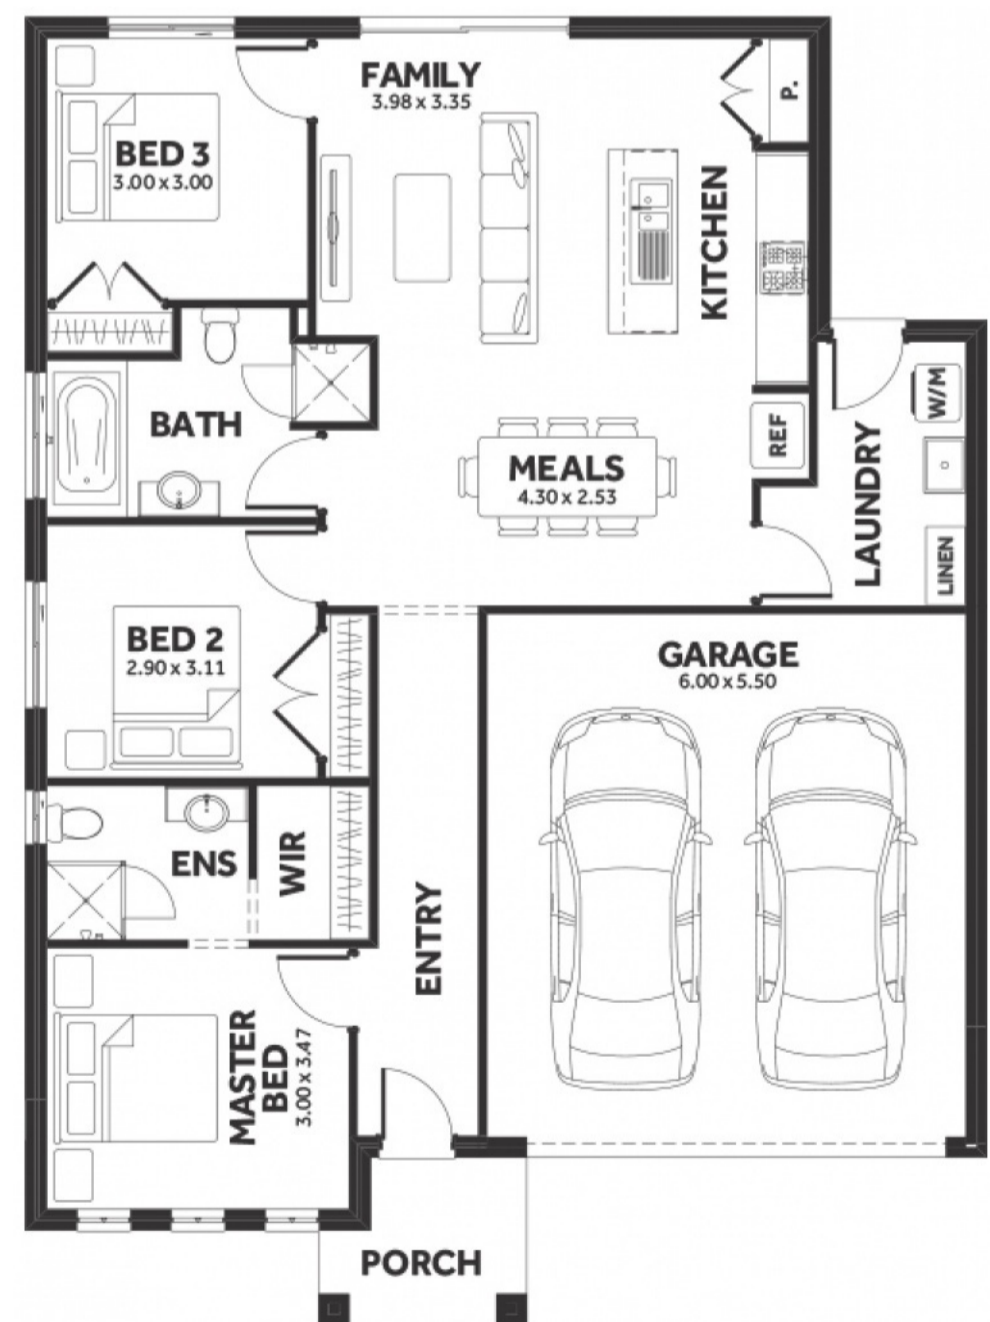 FAMILY
3.98 x 3.35
P.
BED 3
3.00 x 3.00
KITCHEN
W/M
BATH
REF
MEALS
4.30 x 2.53
LAUNDRY
LINEN
BED 2
2.90 x 3.11
GARAGE
6.00 x 5.50
ENS
WIR
ENTRY
MASTER
BED
3.00 x 3.47
PORCH